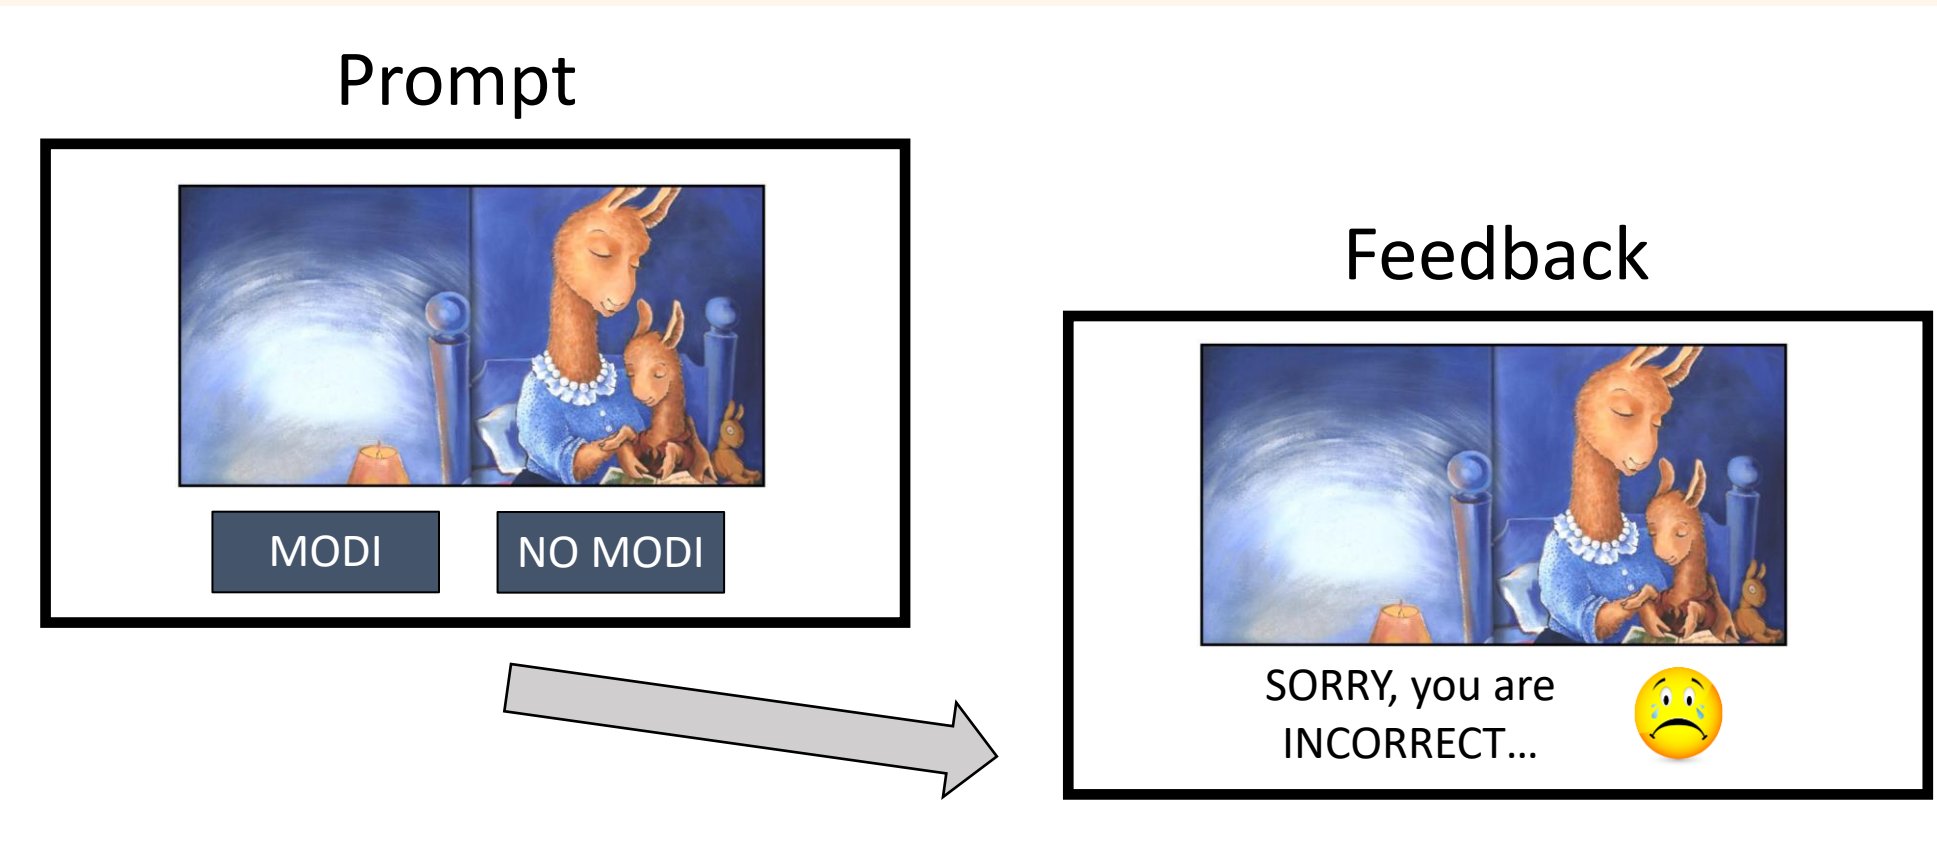 Prompt
MODI
NO MODI
Feedback
SORRY, you are
INCORRECT...